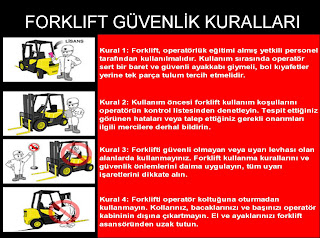 FORKLIFT GÜVENLİK KURALLARI
LİSANS
Kural 1: Forklift, operatörlük eğitimi almış yetkili personel
tarafından kullanılmalıdır. Kullanım sırasında operatör
sert bir baret ve güvenli ayakkabı giymeli, bol kıyafetler
yerine tek parça tulum tercih etmelidir.
Kural 2: Kullanım öncesi forklift kullanım koşullarını
operatörün kontrol listesinden denetleyin. Tespit ettiğiniz
görünen hataları veya talep ettiğiniz gerekli onarımları
ilgili mercilere derhal bildirin.
Kural 3: Forklifti güvenli olmayan veya uyarı levhası olan
alanlarda kullanmayınız. Forklift kullanma kurallarını ve
güvenlik önlemlerini daima uygulayın, tüm uyarı
işaretlerini dikkate alın.
Kural 4: Forklifti operatör koltuğuna oturmadan
kullanmayın. Kollarınız, bacaklarınızı ve başınızı operatör
kabininin dışına çıkartmayın. El ve ayaklarınızı forklift
asansöründen uzak tutun.